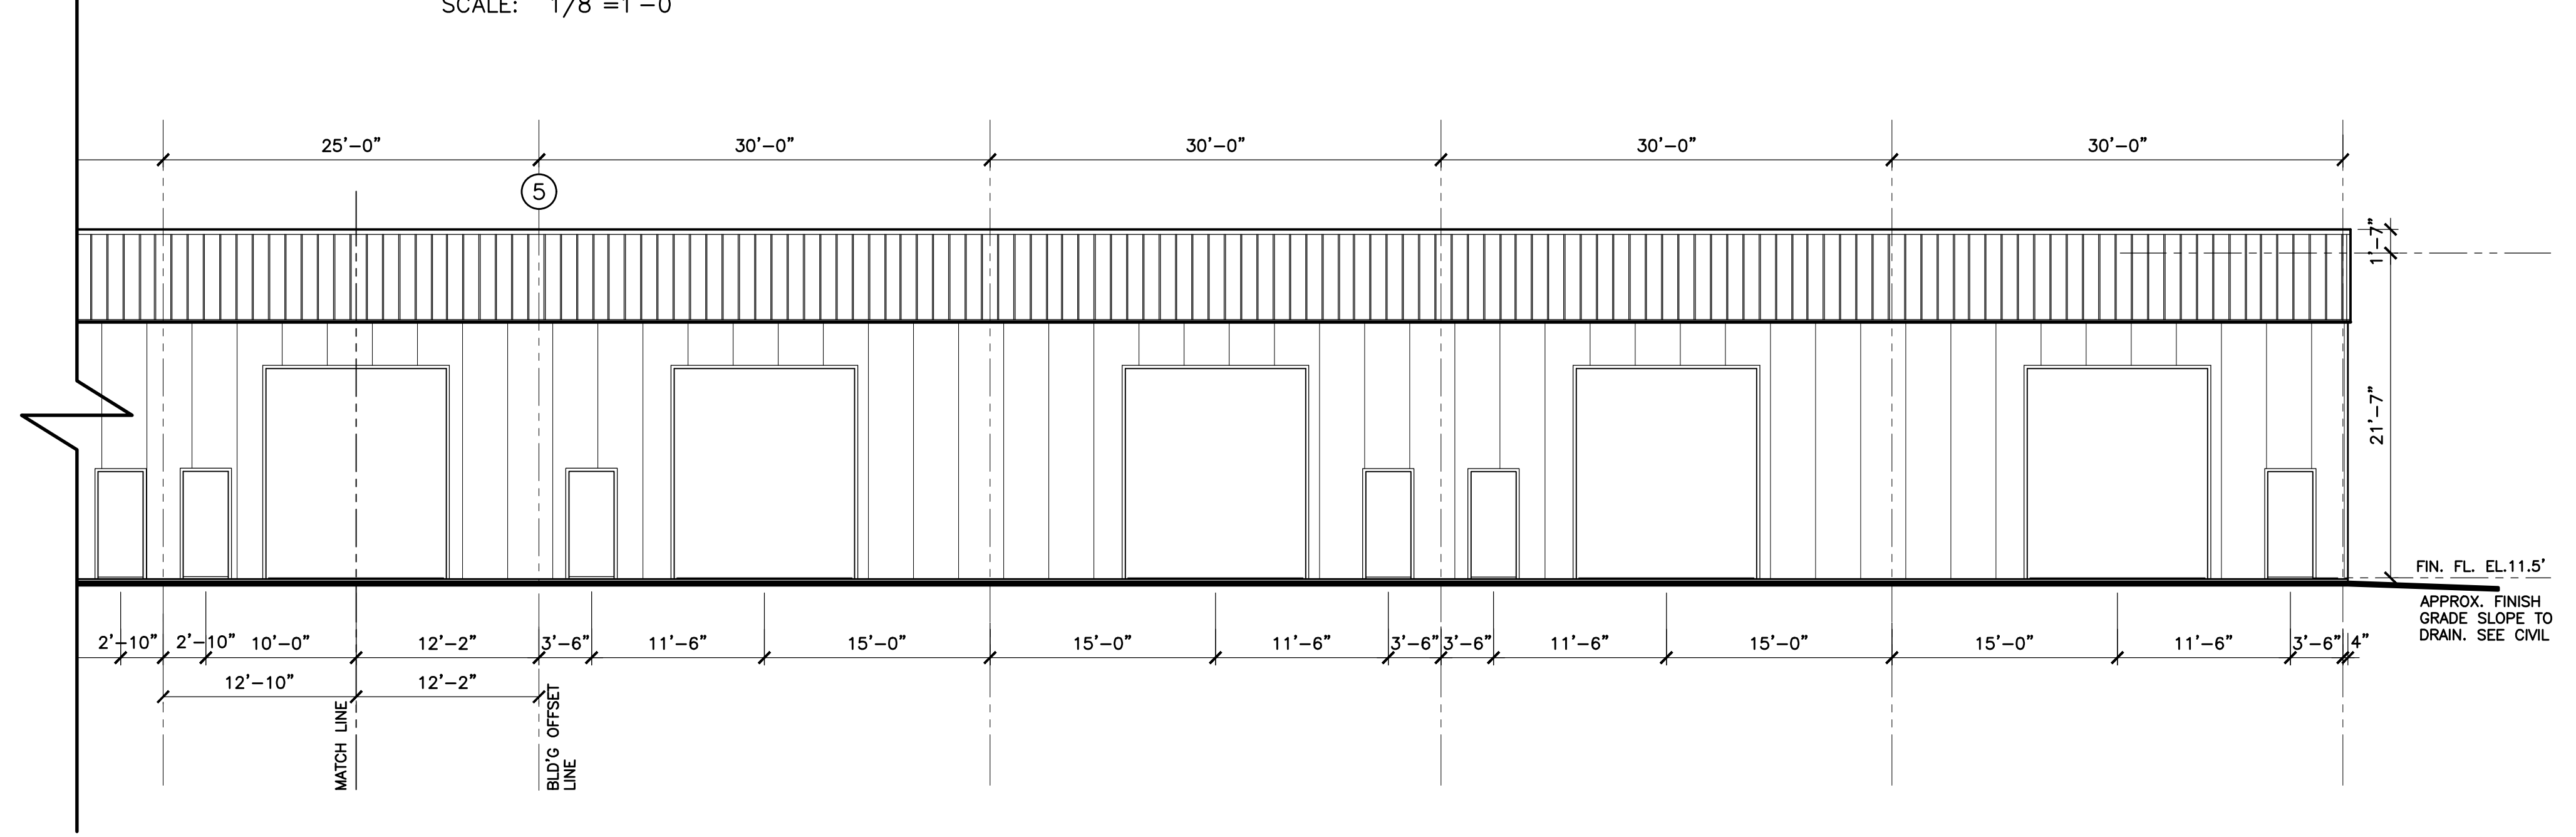 SCALE: 1/8 =1 -0
25'-0" 30'-0" 30'-0" 30'-0" 30'-0"
5
1'-7"
21'-7"
FIN. FL. EL.11.5'
APPROX. FINISH
GRADE SLOPE TO
DRAIN. SEE CIVIL
2'-10" 2'-10" 10'-0" 12'-2" 3'-6" 11'-6" 15'-0" 15'-0" 11'-6" 3'-6" 3'-6" 11'-6" 15'-0" 15'-0" 11'-6" 3'-6" 4"
12'-10" 12'-2"
MATCH LINE
BLD'G OFFSET
LINE